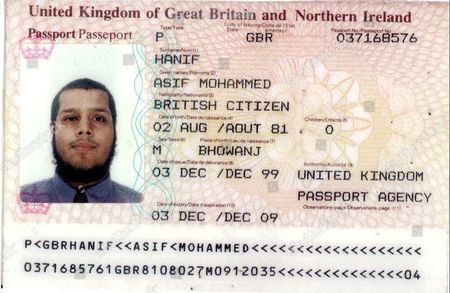 United Kingdom of Great Britain and Northern Ireland
Passport Passeport
Type/Type Code of Issuing/Code de l'Etat Passport No./Passeport No.
P GBR 037168576
Surname/Nom(1)
HANIF
Given names/Prénoms (2)
ASIF MOHAMMED
Nationality/Nationalité (3)
BRITISH CITIZEN
Date of birth/Date de naissance(4) Children/Enfants(5)
02 AUG /AOUT 81 0
Sex/Sexe(6) Place of birth/Lieu de naissance(7)
M BHOWANJ
Date of issue/Date de délivrance(8) Authority/Autorité(9)
03 DEC /DEC 99 UNITED KINGDOM
PASSPORT AGENCY
Date of expiry/Date d'expiration(10) Observations-page/Observations-page
03 DEC /DEC 09
P<GBRHANIF<<ASIF<MOHAMMED<<<<<<<<<<<<<<<<<<<
0371685761GBR8108027M0912035<<<<<<<<<<<<<<04